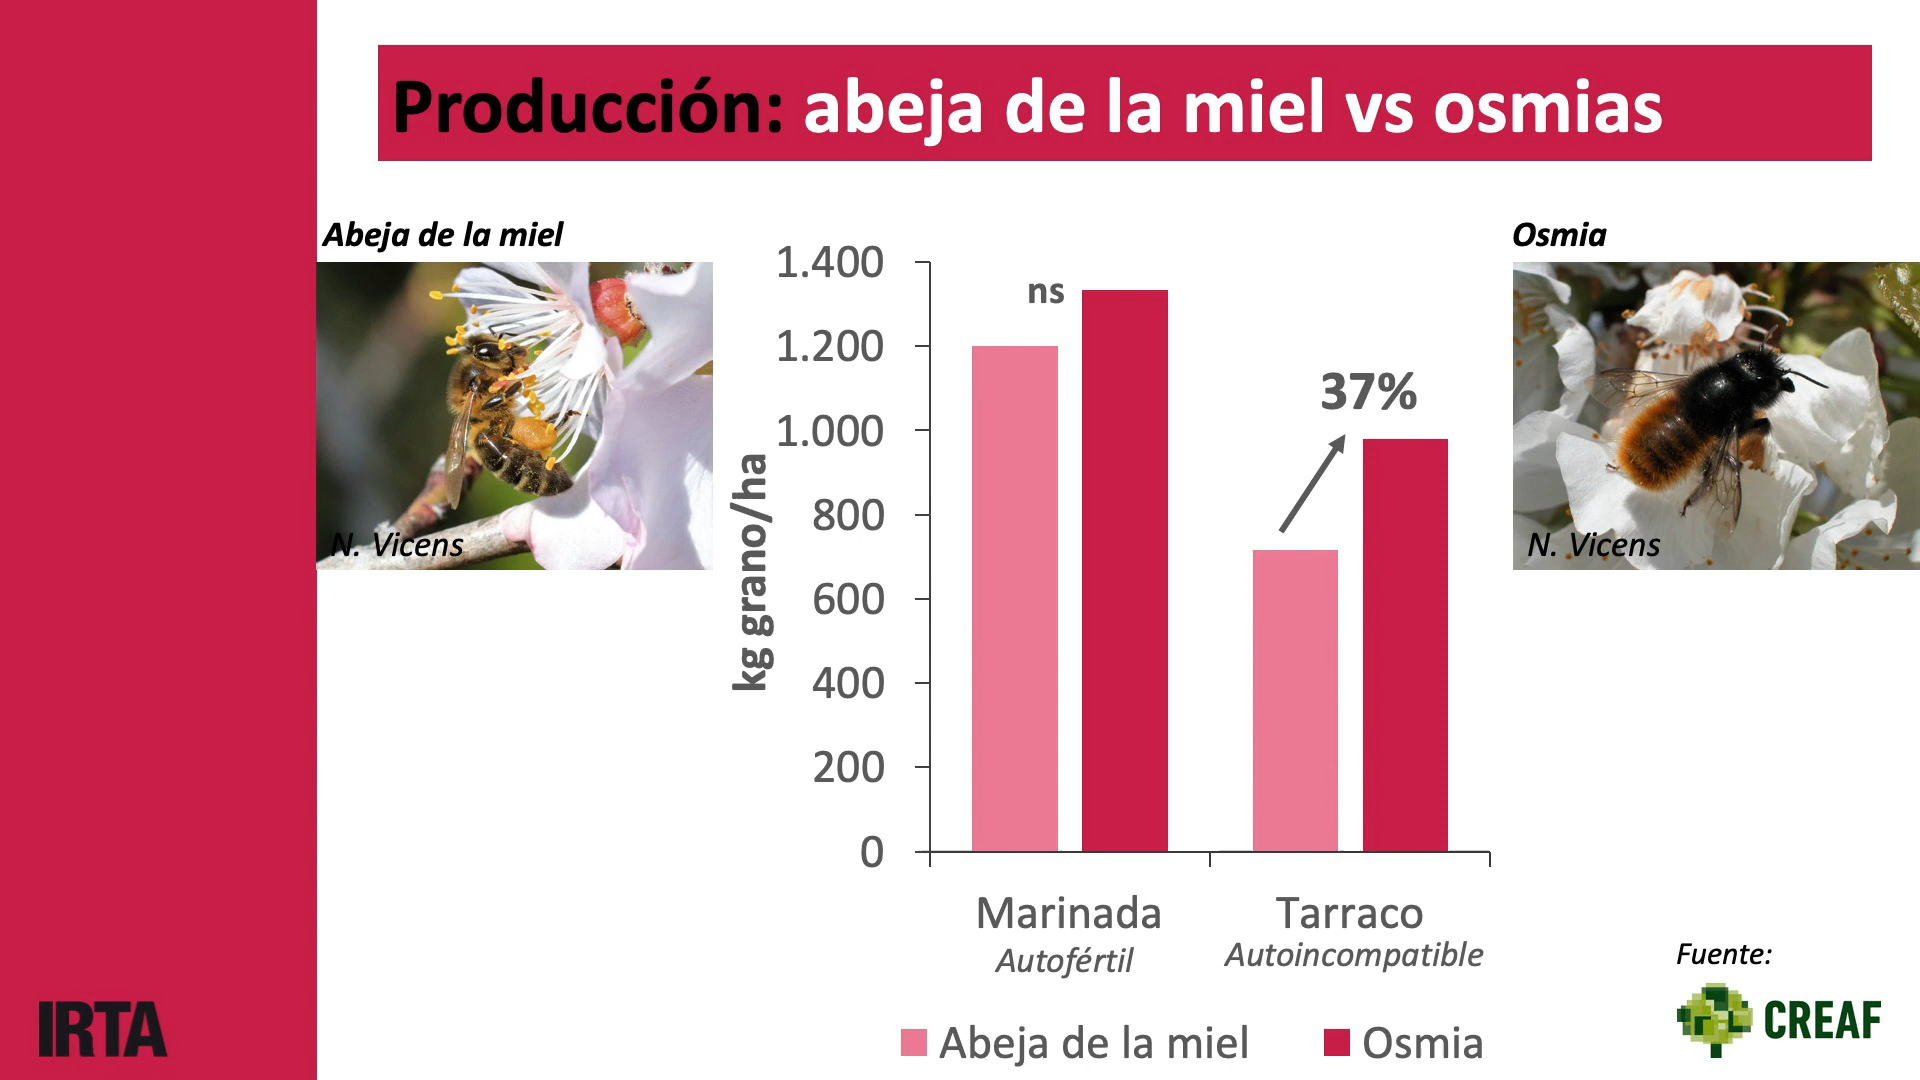 Producción: abeja de la miel vs osmias
Abeja de la miel
N. Vicens
Osmia
N. Vicens
kg grano/ha
1.400
1.200
1.000
800
600
400
200
0
ns
37%
Marinada
Autofértil
Tarraco
Autoincompatible
Abeja de la miel
Osmia
Fuente:
CREAF
IRTA